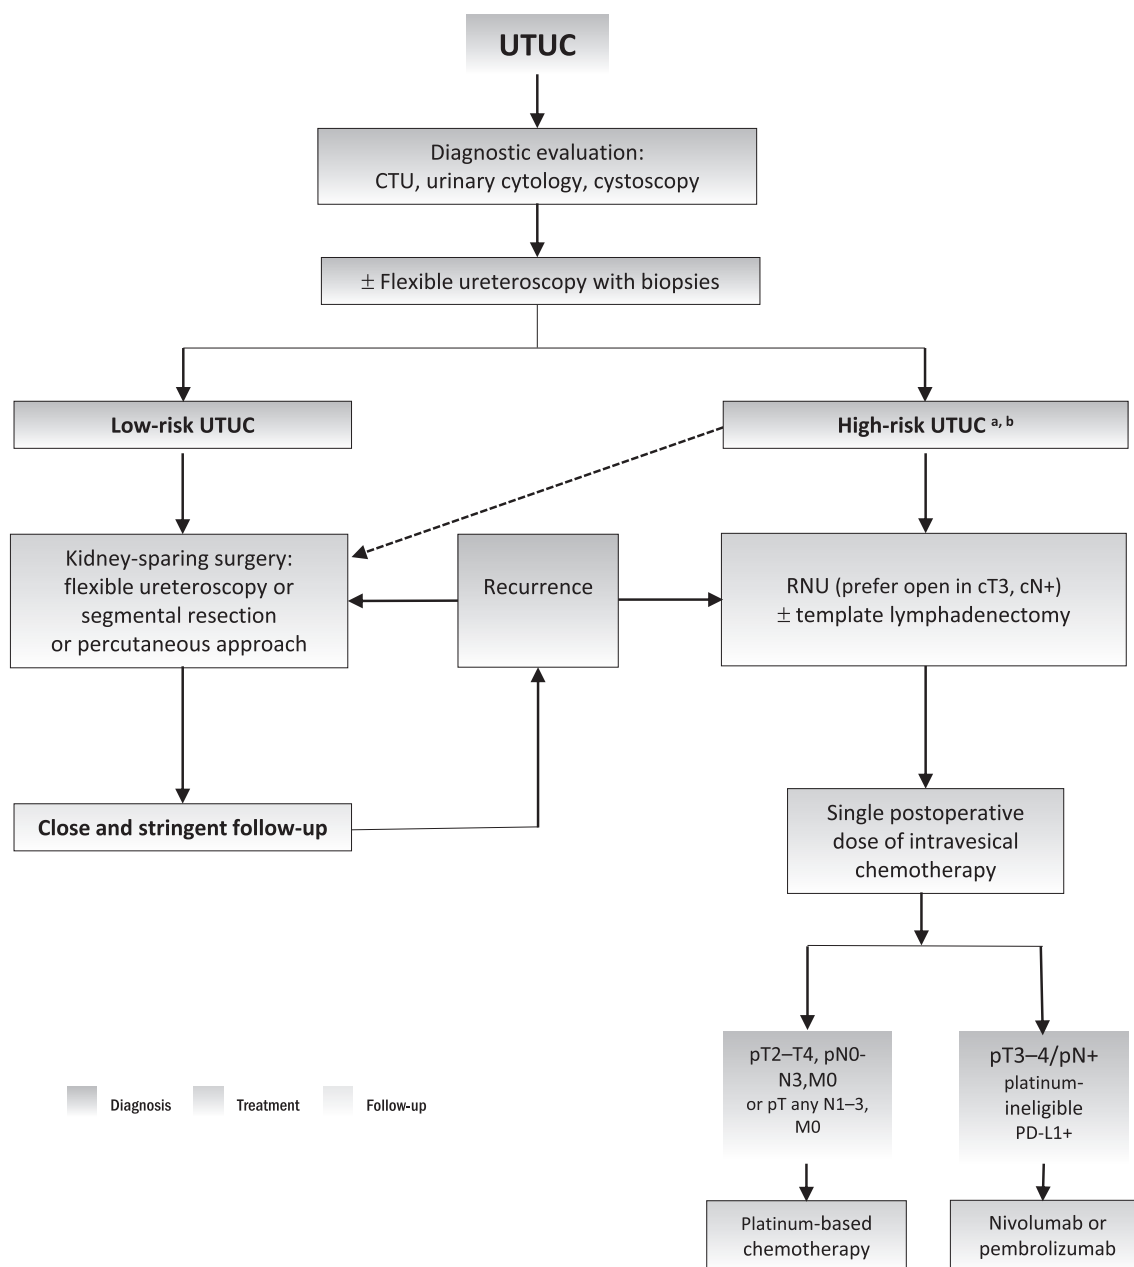 UTUC
Diagnostic evaluation:
CTU, urinary cytology, cystoscopy
± Flexible ureteroscopy with biopsies
Low-risk UTUC
High-risk UTUC a, b
Kidney-sparing surgery:
flexible ureteroscopy or
segmental resection
or percutaneous approach
Recurrence
RNU (prefer open in cT3, cN+)
± template lymphadenectomy
Close and stringent follow-up
Single postoperative
dose of intravesical
chemotherapy
pT2–T4, pN0-
N3,M0
or pT any N1–3,
M0
pT3–4/pN+
platinum-
ineligible
PD-L1+
Diagnosis
Treatment
Follow-up
Platinum-based
chemotherapy
Nivolumab or
pembrolizumab